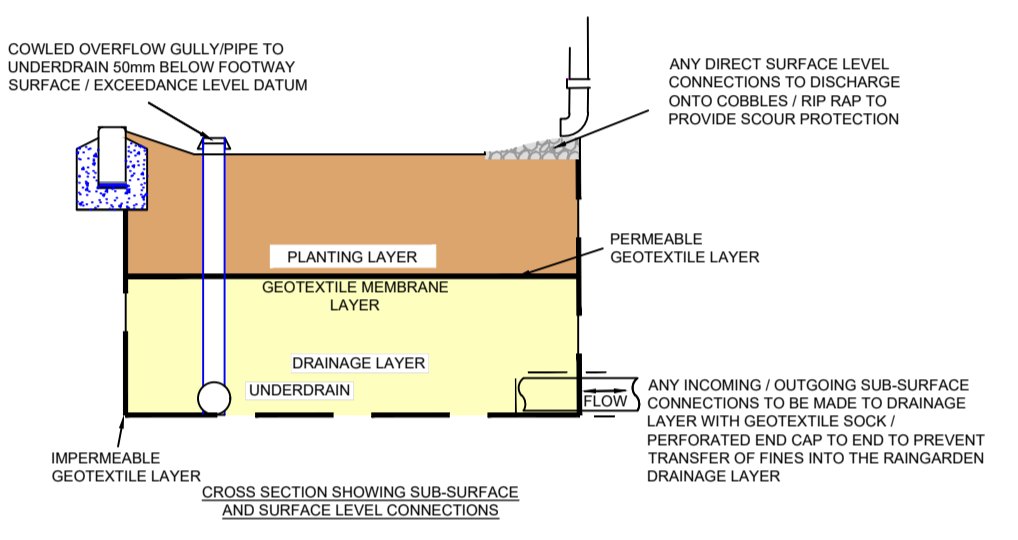 COWLED OVERFLOW GULLY/PIPE TO
UNDERDRAIN 50mm BELOW FOOTWAY
SURFACE / EXCEEDANCE LEVEL DATUM
ANY DIRECT SURFACE LEVEL
CONNECTIONS TO DISCHARGE
ONTO COBBLES / RIP RAP TO
PROVIDE SCOUR PROTECTION
PERMEABLE
GEOTEXTILE LAYER
PLANTING LAYER
GEOTEXTILE MEMBRANE
LAYER
DRAINAGE LAYER
UNDERDRAIN
FLOW
ANY INCOMING / OUTGOING SUB-SURFACE
CONNECTIONS TO BE MADE TO DRAINAGE
LAYER WITH GEOTEXTILE SOCK /
PERFORATED END CAP TO END TO PREVENT
TRANSFER OF FINES INTO THE RAINGARDEN
DRAINAGE LAYER
IMPERMEABLE
GEOTEXTILE LAYER
CROSS SECTION SHOWING SUB-SURFACE
AND SURFACE LEVEL CONNECTIONS